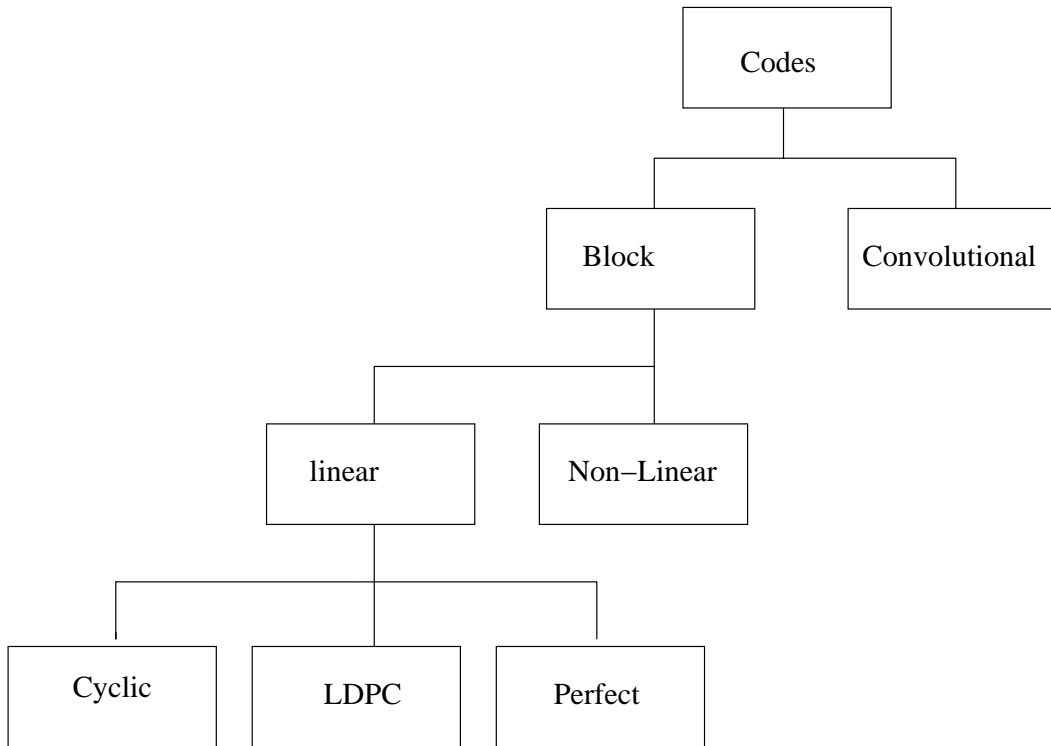 Codes
Block
Convolutional
linear
Non−Linear
Cyclic
LDPC
Perfect